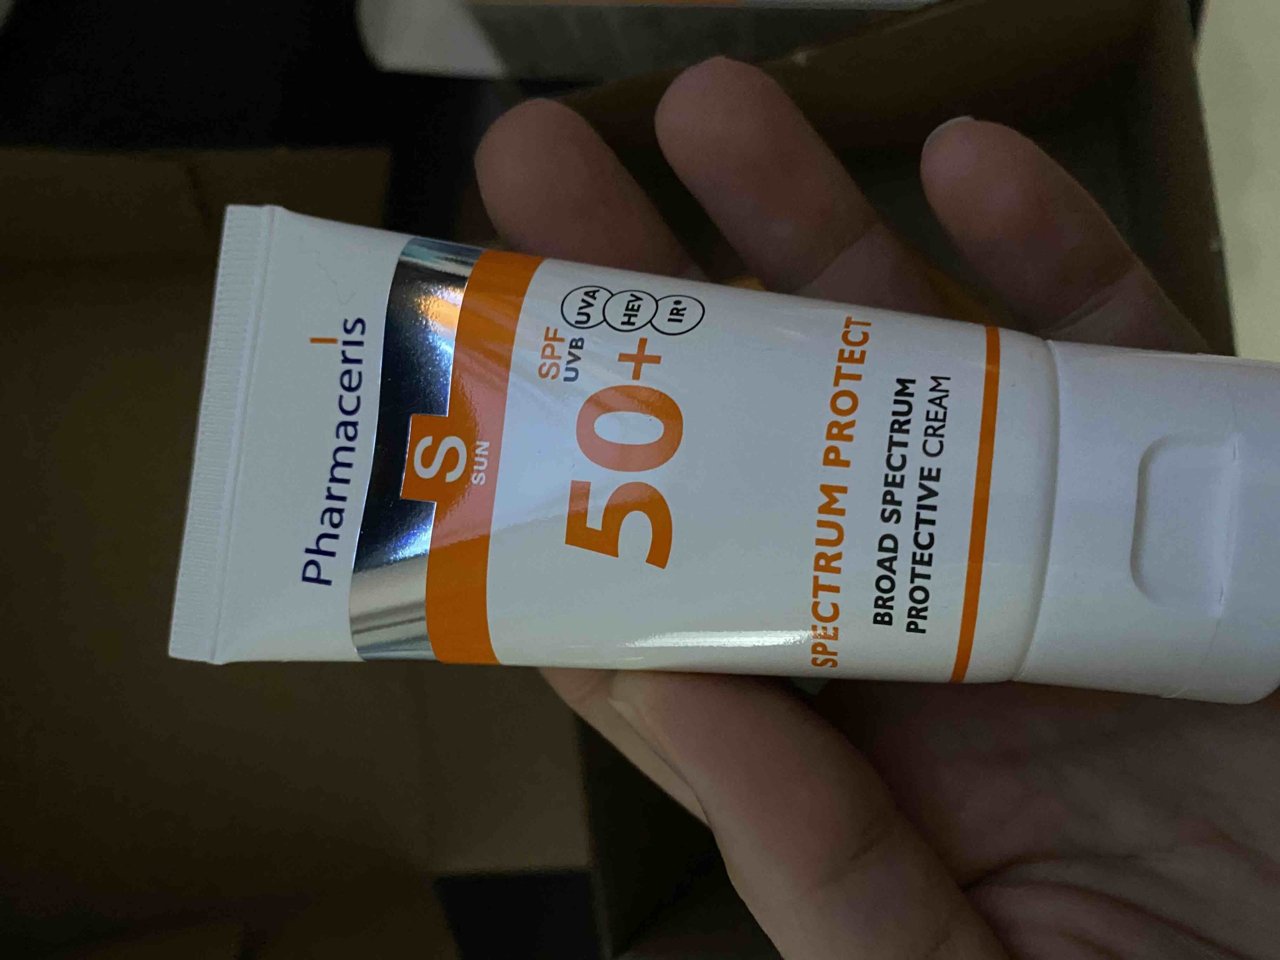 Pharmaceris
S
SUN
SPF
UVB
UVA
HEV
IR*
50+
SPECTRUM PROTECT
BROAD SPECTRUM
PROTECTIVE CREAM